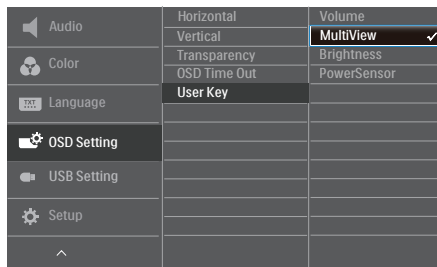 Audio
Color
TXT
Language
OSD Setting
USB Setting
Setup
Horizontal
Vertical
Transparency
OSD Time Out
User Key
Volume
MultiView
Brightness
PowerSensor